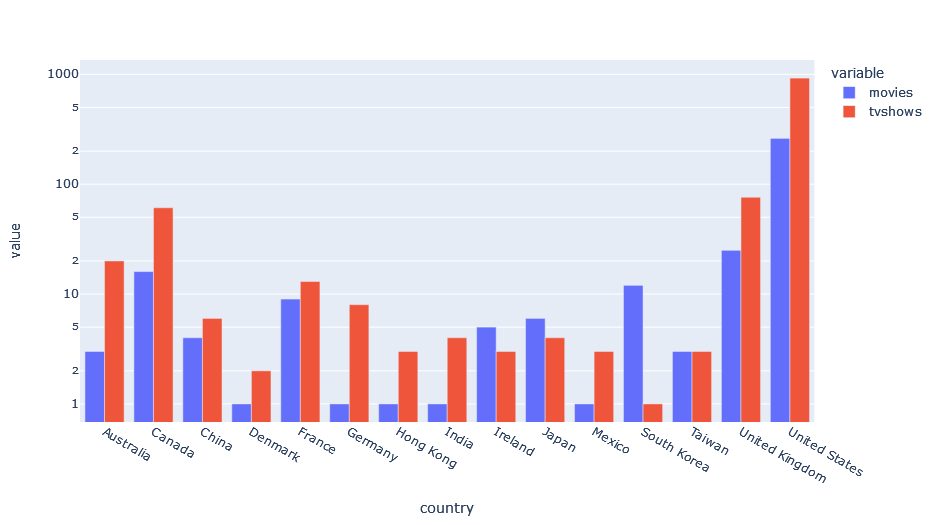 variable
movies
tvshows
value
1000
5
2
100
5
2
10
5
2
1
Australia
Canada
China
Denmark
France
Germany
Hong Kong
India
Ireland
Japan
Mexico
South Korea
Taiwan
United Kingdom
United States
country